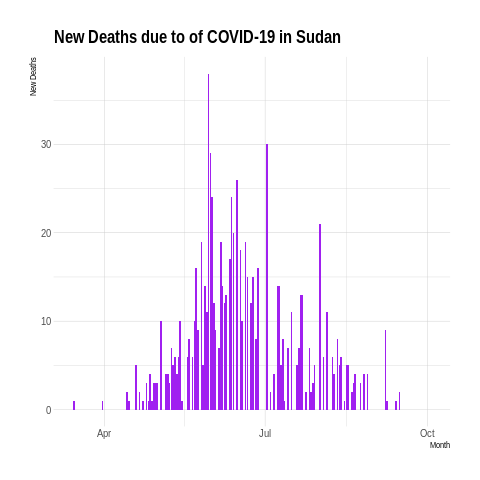 New Deaths due to of COVID-19 in Sudan
New Deaths
30
20
10
0
Apr Jul Oct
Month